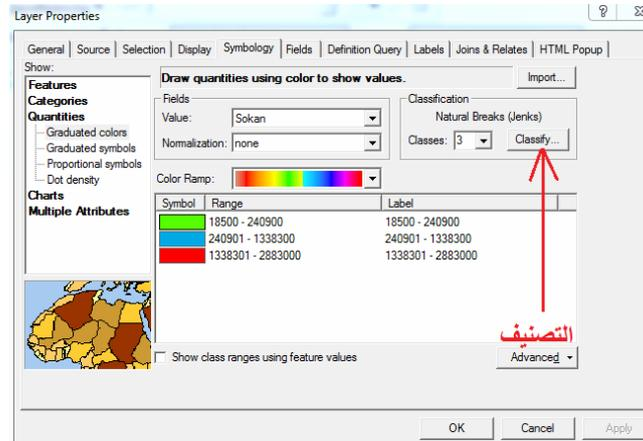 Layer Properties
General Source Selection Display Symbology Fields Definition Query Labels Joins & Relates HTML Popup
Show:
Features
Categories
Quantities
Graduated colors
Graduated symbols
Proportional symbols
Dot density
Charts
Multiple Attributes
Draw quantities using color to show values.
Import...
Fields
Value: Sokan
Normalization: none
Classification
Natural Breaks (Jenks)
Classes: 3 Classify...
Color Ramp:
Symbol Range Label
18500 - 240900 18500 - 240900
240901 - 1338300 240901 - 1338300
1338301 - 2883000 1338301 - 2883000
التصنيف
Show class ranges using feature values
Advanced
OK Cancel Apply